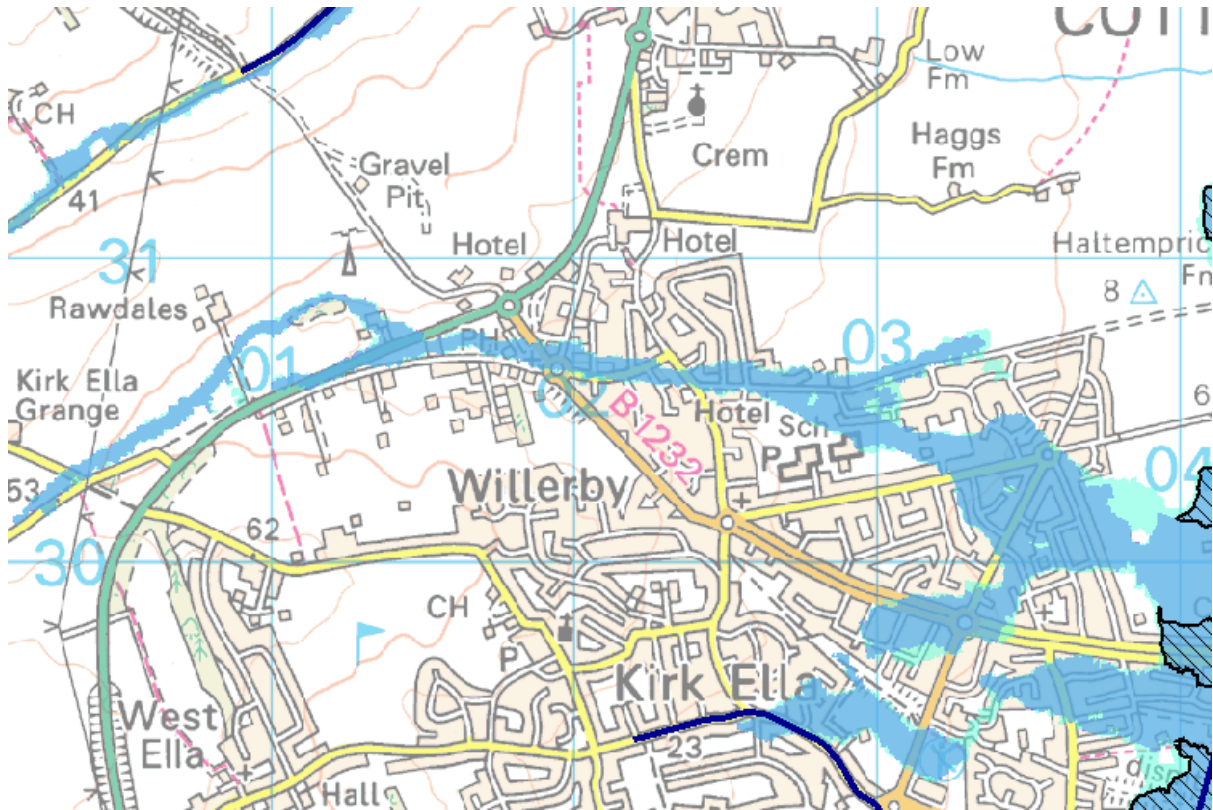 COTT
Low
Fm
CH
Haggs
Fm
Crem
Gravel
Pit
41
Hotel
Hotel
31
Haltempric
Fm
8
Rawdales
PH
01
03
Kirk Ella
Grange
02
6
B 1232
Hotel
Sch
P
04
53
Willerby
62
30
CH
P
Kirk Ella
West
Ella
23
Hall